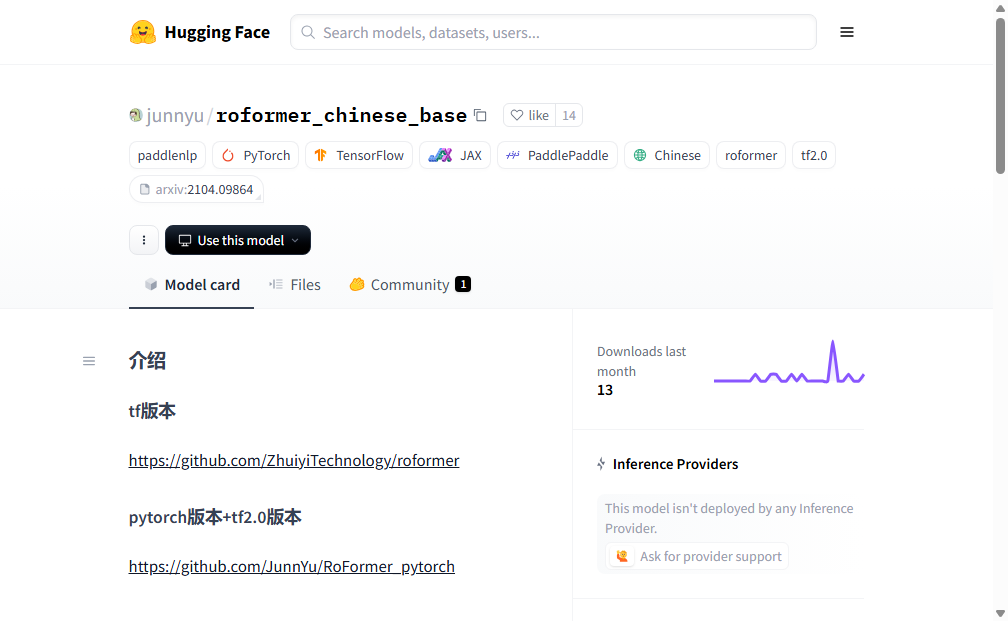 Hugging Face
Search models, datasets, users...
junnyu/roformer_chinese_base
like 14
paddlenlp PyTorch TensorFlow JAX PaddlePaddle Chinese roformer tf2.0
arxiv:2104.09864
Use this model
Model card Files Community 1
介绍
tf版本
https://github.com/ZhuiyiTechnology/roformer
pytorch版本+tf2.0版本
https://github.com/JunnYu/RoFormer_pytorch
Downloads last
month
13
Inference Providers
This model isn't deployed by any Inference
Provider.
Ask for provider support